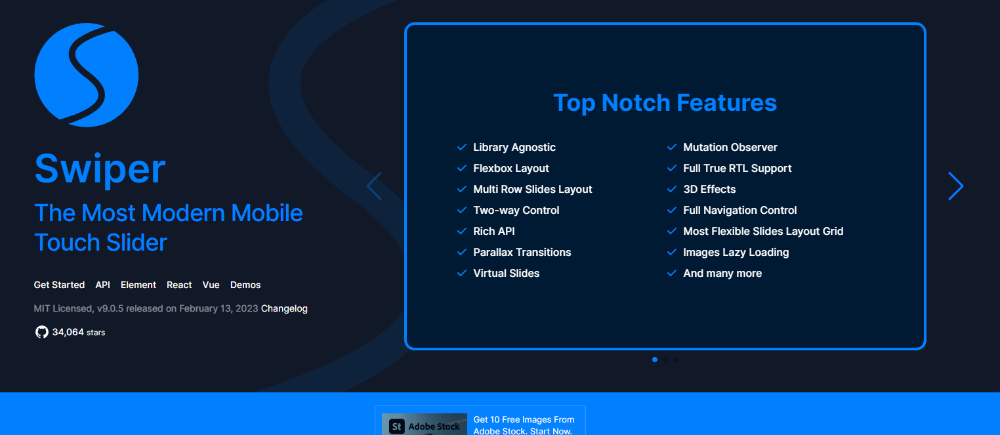 Swiper
The Most Modern Mobile
Touch Slider
Get Started API Element React Vue Demos
MIT Licensed, v9.0.5 released on February 13, 2023 Changelog
34,064 stars
Top Notch Features
Library Agnostic
Flexbox Layout
Multi Row Slides Layout
Two-way Control
Rich API
Parallax Transitions
Virtual Slides
Mutation Observer
Full True RTL Support
3D Effects
Full Navigation Control
Most Flexible Slides Layout Grid
Images Lazy Loading
And many more
St Adobe Stock
Get 10 Free Images From
Adobe Stock. Start Now.